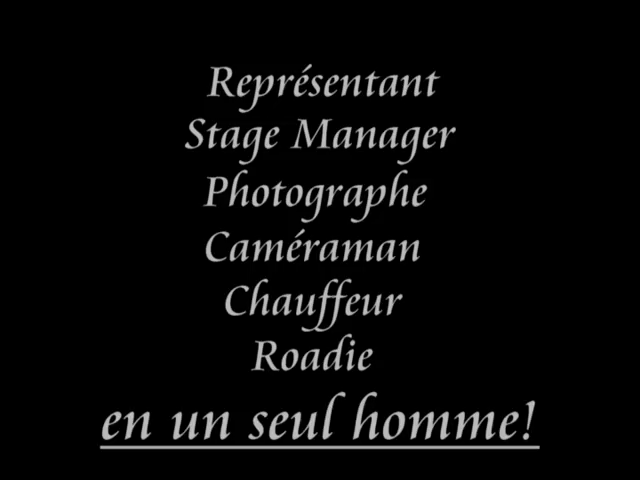 Représentant
Stage Manager
Photographe
Caméraman
Chauffeur
Roadie
en un seul homme!